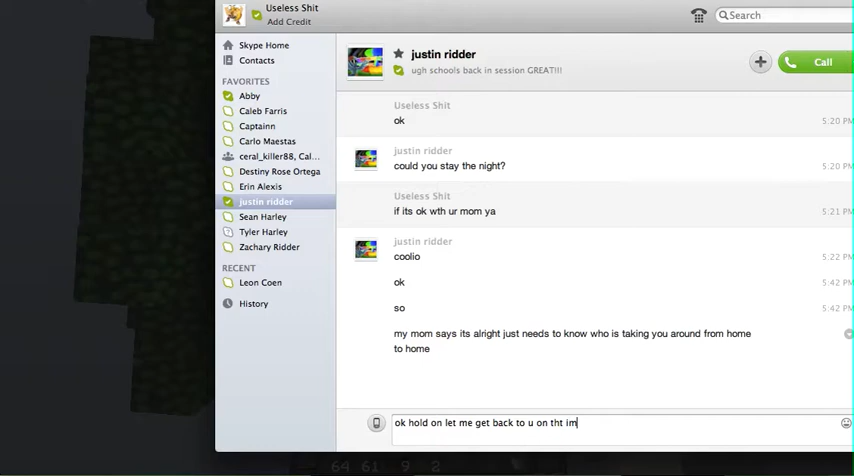 Useless Shit
Add Credit
Search
Skype Home
Contacts
FAVORITES
Abby
Caleb Farris
Captainn
Carlo Maestas
ceral_killer88, Cal...
Destiny Rose Ortega
Erin Alexis
justin ridder
Sean Harley
Tyler Harley
Zachary Ridder
RECENT
Leon Coen
History
justin ridder
ugh schools back in session GREAT!!!
Call
Useless Shit
ok 5:20 PM
justin ridder
could you stay the night? 5:20 PM
Useless Shit
if its ok wth ur mom ya 5:21 PM
justin ridder
coolio 5:22 PM
ok 5:42 PM
so 5:42 PM
my mom says its alright just needs to know who is taking you around from home
to home
ok hold on let me get back to u on tht im
64 61 9 2